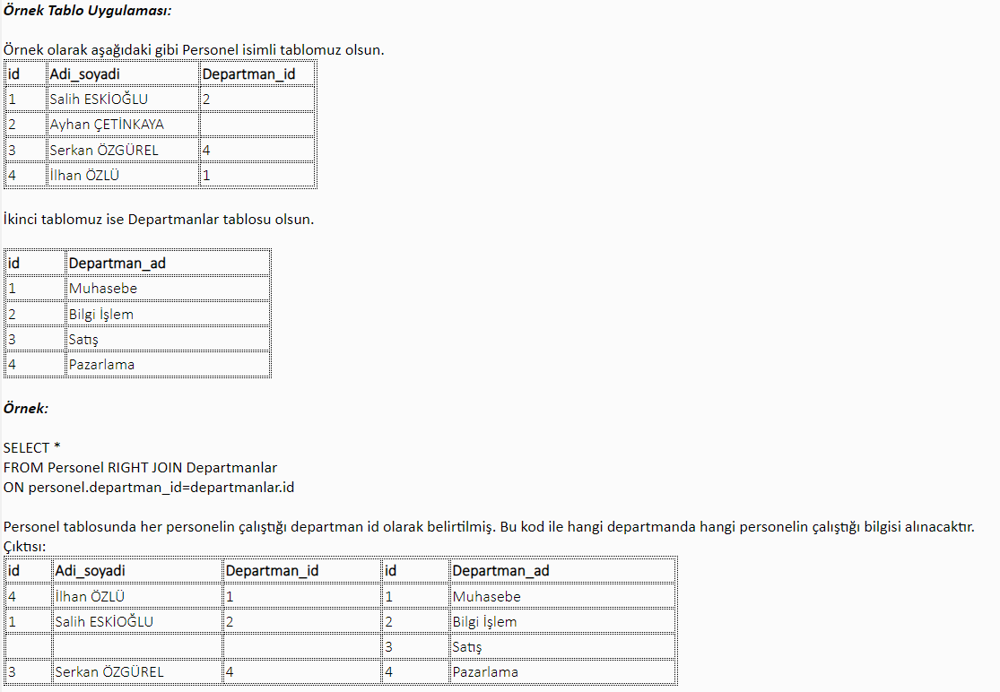 Örnek Tablo Uygulaması:
Örnek olarak aşağıdaki gibi Personel isimli tablomuz olsun.
id Adi_soyadi Departman_id
1 Salih ESKİOĞLU 2
2 Ayhan ÇETİNKAYA
3 Serkan ÖZGÜREL 4
4 İlhan ÖZLÜ 1
İkinci tablomuz ise Departmanlar tablosu olsun.
id Departman_ad
1 Muhasebe
2 Bilgi İşlem
3 Satış
4 Pazarlama
Örnek:
SELECT *
FROM Personel RIGHT JOIN Departmanlar
ON personel.departman_id=departmanlar.id
Personel tablosunda her personelin çalıştığı departman id olarak belirtilmiş. Bu kod ile hangi departmanda hangi personelin çalıştığı bilgisi alınacaktır.
Çıktısı:
id Adi_soyadi Departman_id id Departman_ad
4 İlhan ÖZLÜ 1 1 Muhasebe
1 Salih ESKİOĞLU 2 2 Bilgi İşlem
3 Satış
3 Serkan ÖZGÜREL 4 4 Pazarlama